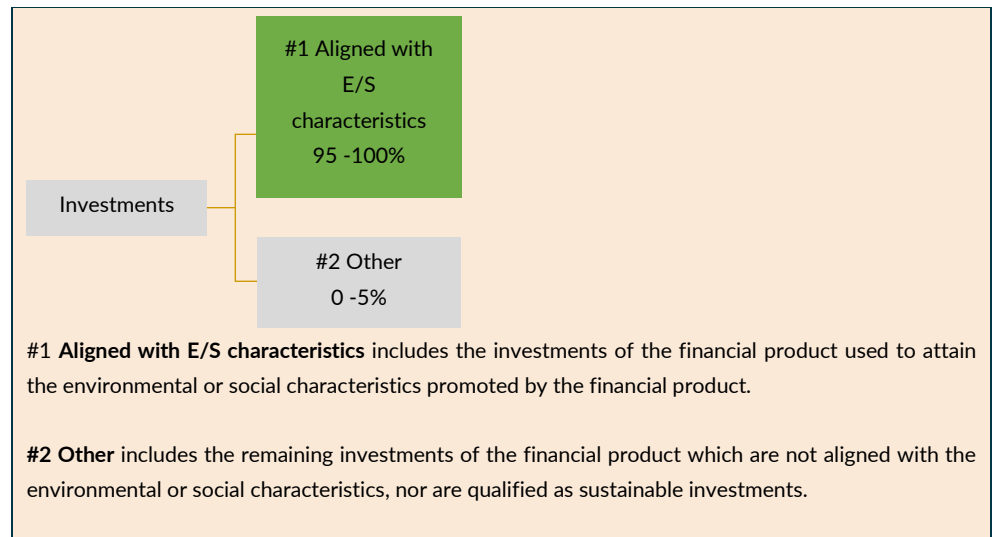 #1 Aligned with
E/S
characteristics
95 -100%
Investments
#2 Other
0 -5%
#1 Aligned with E/S characteristics includes the investments of the financial product used to attain
the environmental or social characteristics promoted by the financial product.
#2 Other includes the remaining investments of the financial product which are not aligned with the
environmental or social characteristics, nor are qualified as sustainable investments.